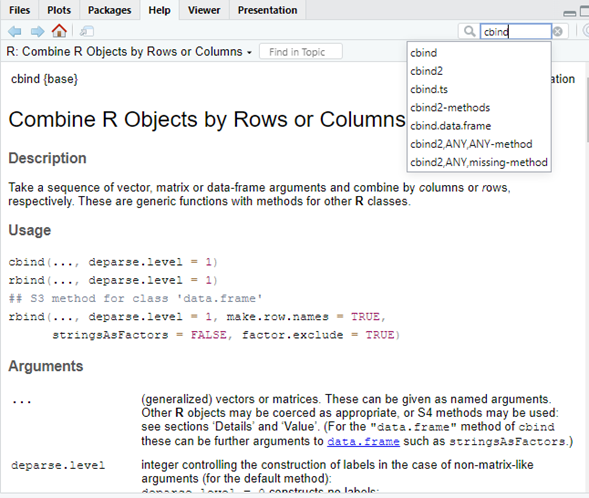 Files Plots Packages Help Viewer Presentation
cbind
R: Combine R Objects by Rows or Columns Find in Topic
cbind
cbind2
cbind.ts
cbind2-methods
cbind.data.frame
cbind2,ANY,ANY-method
cbind2,ANY,missing-method
cbind {base}
Combine R Objects by Rows or Columns
Description
Take a sequence of vector, matrix or data-frame arguments and combine by columns or rows,
respectively. These are generic functions with methods for other R classes.
Usage
cbind(..., deparse.level = 1)
rbind(..., deparse.level = 1)
## S3 method for class 'data.frame'
rbind(..., deparse.level = 1, make.row.names = TRUE,
stringsAsFactors = FALSE, factor.exclude = TRUE)
Arguments
... (generalized) vectors or matrices. These can be given as named arguments.
Other R objects may be coerced as appropriate, or S4 methods may be used:
see sections ‘Details’ and ‘Value’. (For the "data.frame" method of cbind
these can be further arguments to data.frame such as stringsAsFactors.)
deparse.level integer controlling the construction of labels in the case of non-matrix-like
arguments (for the default method):
deparse.level = 0 constructs no labels;